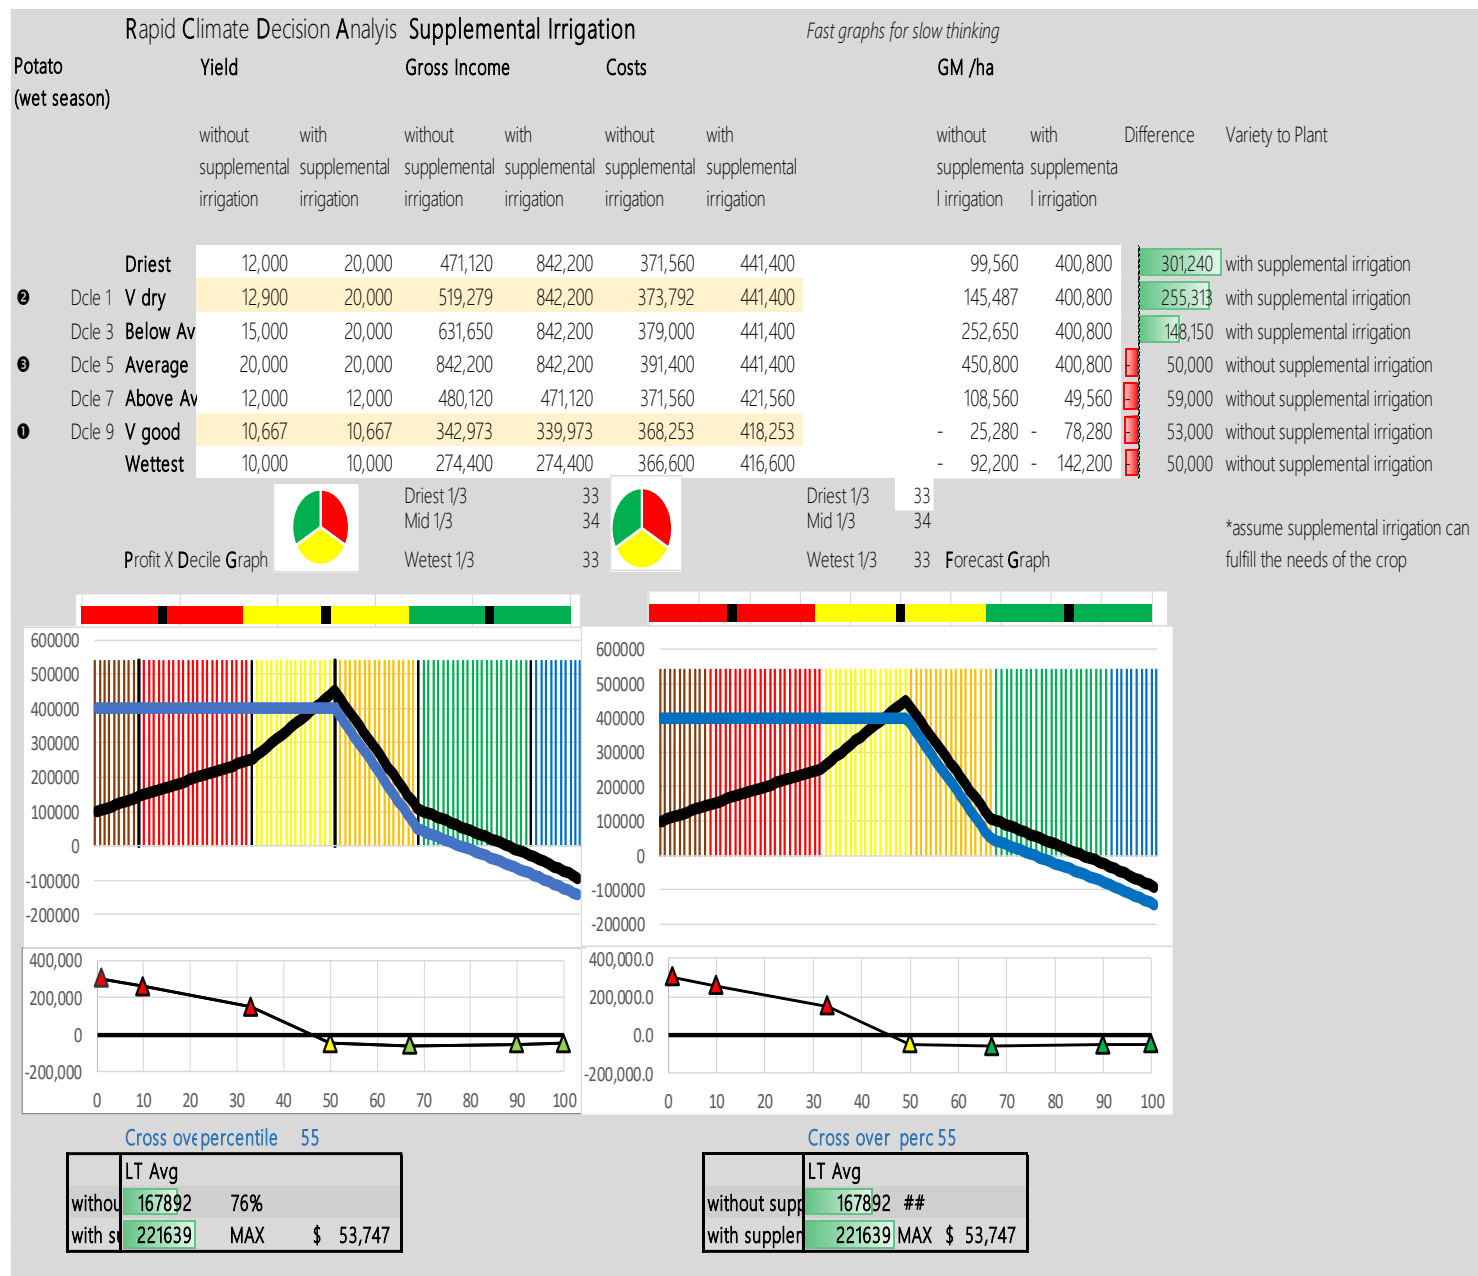 Rapid Climate Decision Analyis Supplemental Irrigation Fast graphs for slow thinking
Potato Yield Gross Income Costs GM /ha
(wet season)
without with without with without with without with Difference Variety to Plant
supplemental supplemental supplemental supplemental supplemental supplemental supplementa supplementa
irrigation irrigation irrigation irrigation irrigation irrigation l irrigation l irrigation
Driest 12,000 20,000 471,120 842,200 371,560 441,400 99,560 400,800 301,240 with supplemental irrigation
❷ Dcle 1 V dry 12,900 20,000 519,279 842,200 373,792 441,400 145,487 400,800 255,313 with supplemental irrigation
Dcle 3 Below Av 15,000 20,000 631,650 842,200 379,000 441,400 252,650 400,800 148,150 with supplemental irrigation
❸ Dcle 5 Average 20,000 20,000 842,200 842,200 391,400 441,400 450,800 400,800 - 50,000 without supplemental irrigation
Dcle 7 Above Av 12,000 12,000 480,120 471,120 371,560 421,560 108,560 49,560 - 59,000 without supplemental irrigation
❶ Dcle 9 V good 10,667 10,667 342,973 339,973 368,253 418,253 - 25,280 - 78,280 - 53,000 without supplemental irrigation
Wettest 10,000 10,000 274,400 274,400 366,600 416,600 - 92,200 - 142,200 - 50,000 without supplemental irrigation
Driest 1/3 33 Driest 1/3 33
Mid 1/3 34 Mid 1/3 34
*assume supplemental irrigation can
Profit X Decile Graph Wetest 1/3 33 Wetest 1/3 33 Forecast Graph fulfill the needs of the crop
600000
500000
400000
300000
200000
100000
0
-100000
-200000
600000
500000
400000
300000
200000
100000
0
-100000
-200000
400,000
200,000
0
-200,000
0 10 20 30 40 50 60 70 80 90 100
400,000.0
200,000.0
0.0
-200,000.0
0 10 20 30 40 50 60 70 80 90 100
Cross ove percentile 55
LT Avg
withou 167892 76%
with su 221639 MAX $ 53,747
Cross over perc 55
LT Avg
without supp 167892 ##
with supplem 221639 MAX $ 53,747